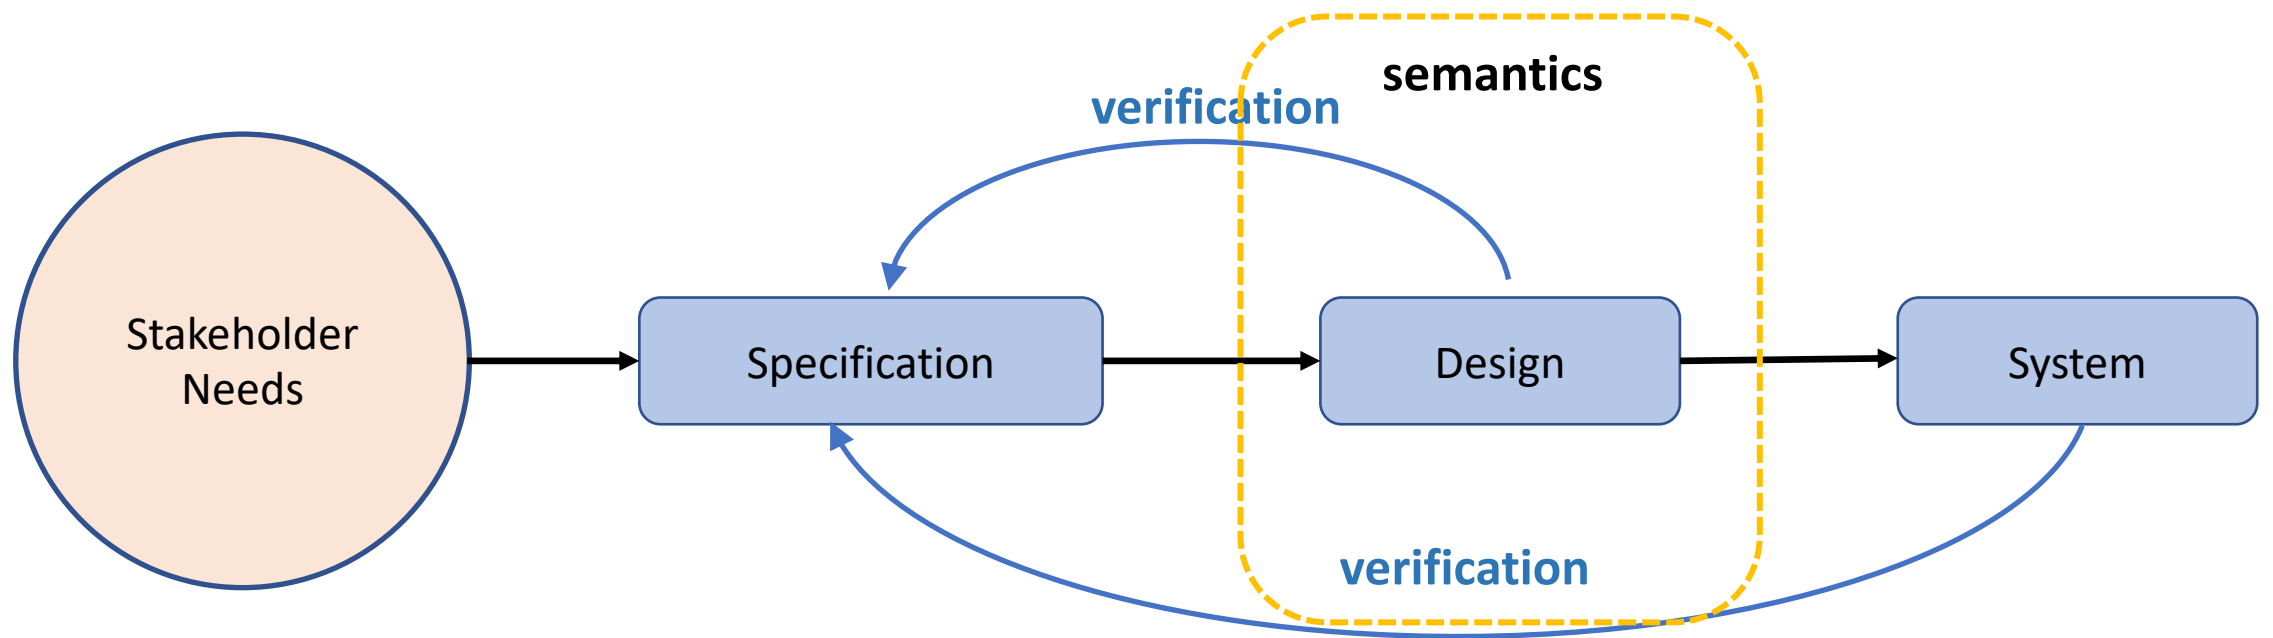 semantics
verification
Stakeholder
Needs
Specification
Design
System
verification